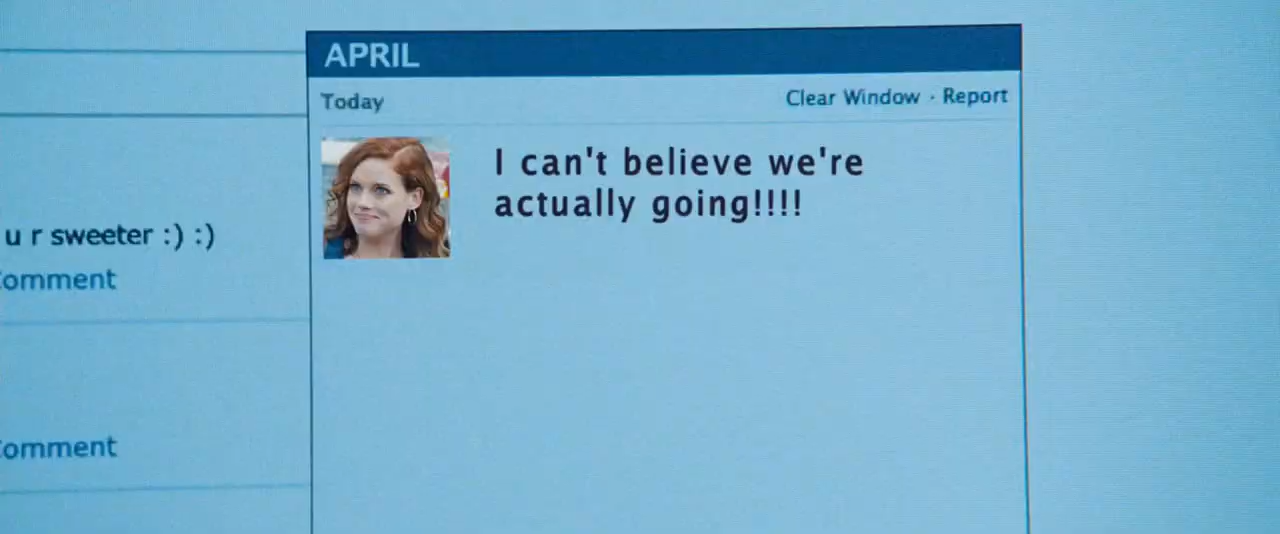 APRIL
Today
Clear Window · Report
I can't believe we're
actually going!!!!
u r sweeter :) :)
omment
omment